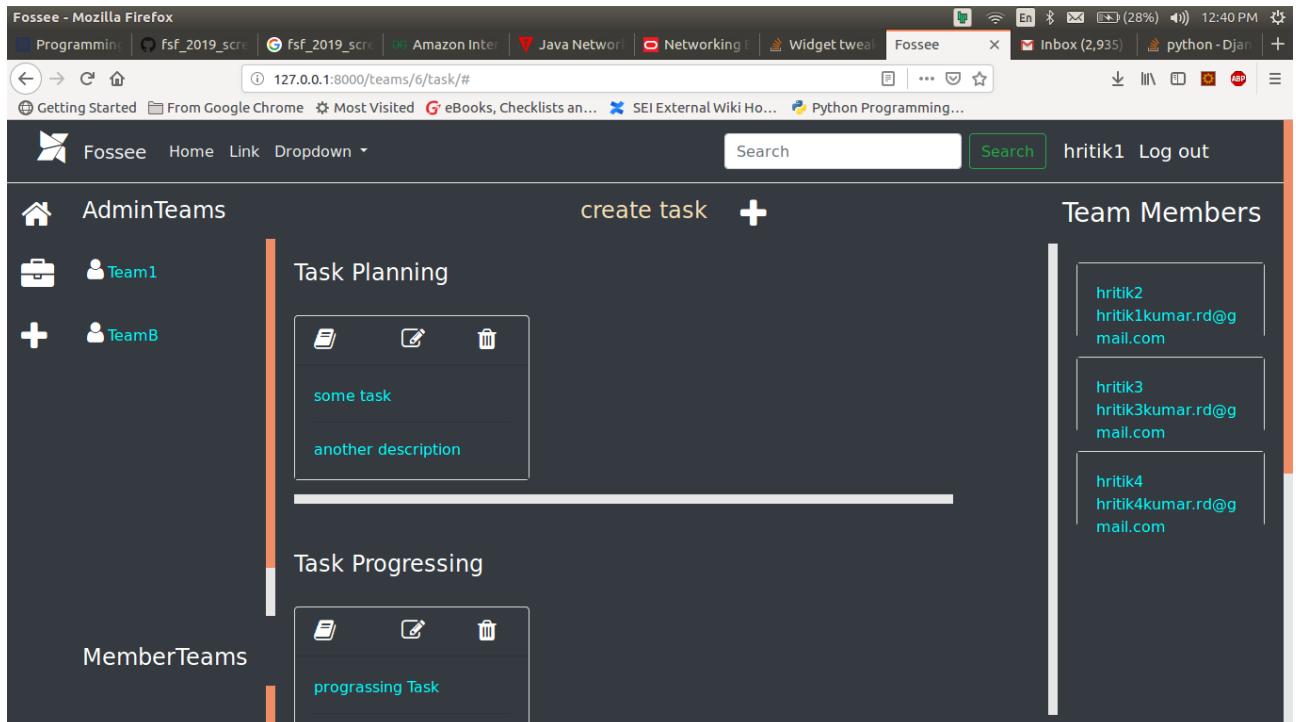 Fossee - Mozilla Firefox
En (28%) 12:40 PM
Programming fsf_2019_scre fsf_2019_scre Amazon Inter Java Networ Networking Widget tweak Fossee Inbox (2,935) python - Djan
127.0.0.1:8000/teams/6/task/#
ABP
Getting Started From Google Chrome Most Visited eBooks, Checklists an... SEI External Wiki Ho... Python Programming...
Fossee Home Link Dropdown Search Search hritik1 Log out
AdminTeams
create task
Team Members
Team1
TeamB
Task Planning
some task
another description
Task Progressing
prograssing Task
MemberTeams
hritik2
hritik1kumar.rd@g
mail.com
hritik3
hritik3kumar.rd@g
mail.com
hritik4
hritik4kumar.rd@g
mail.com